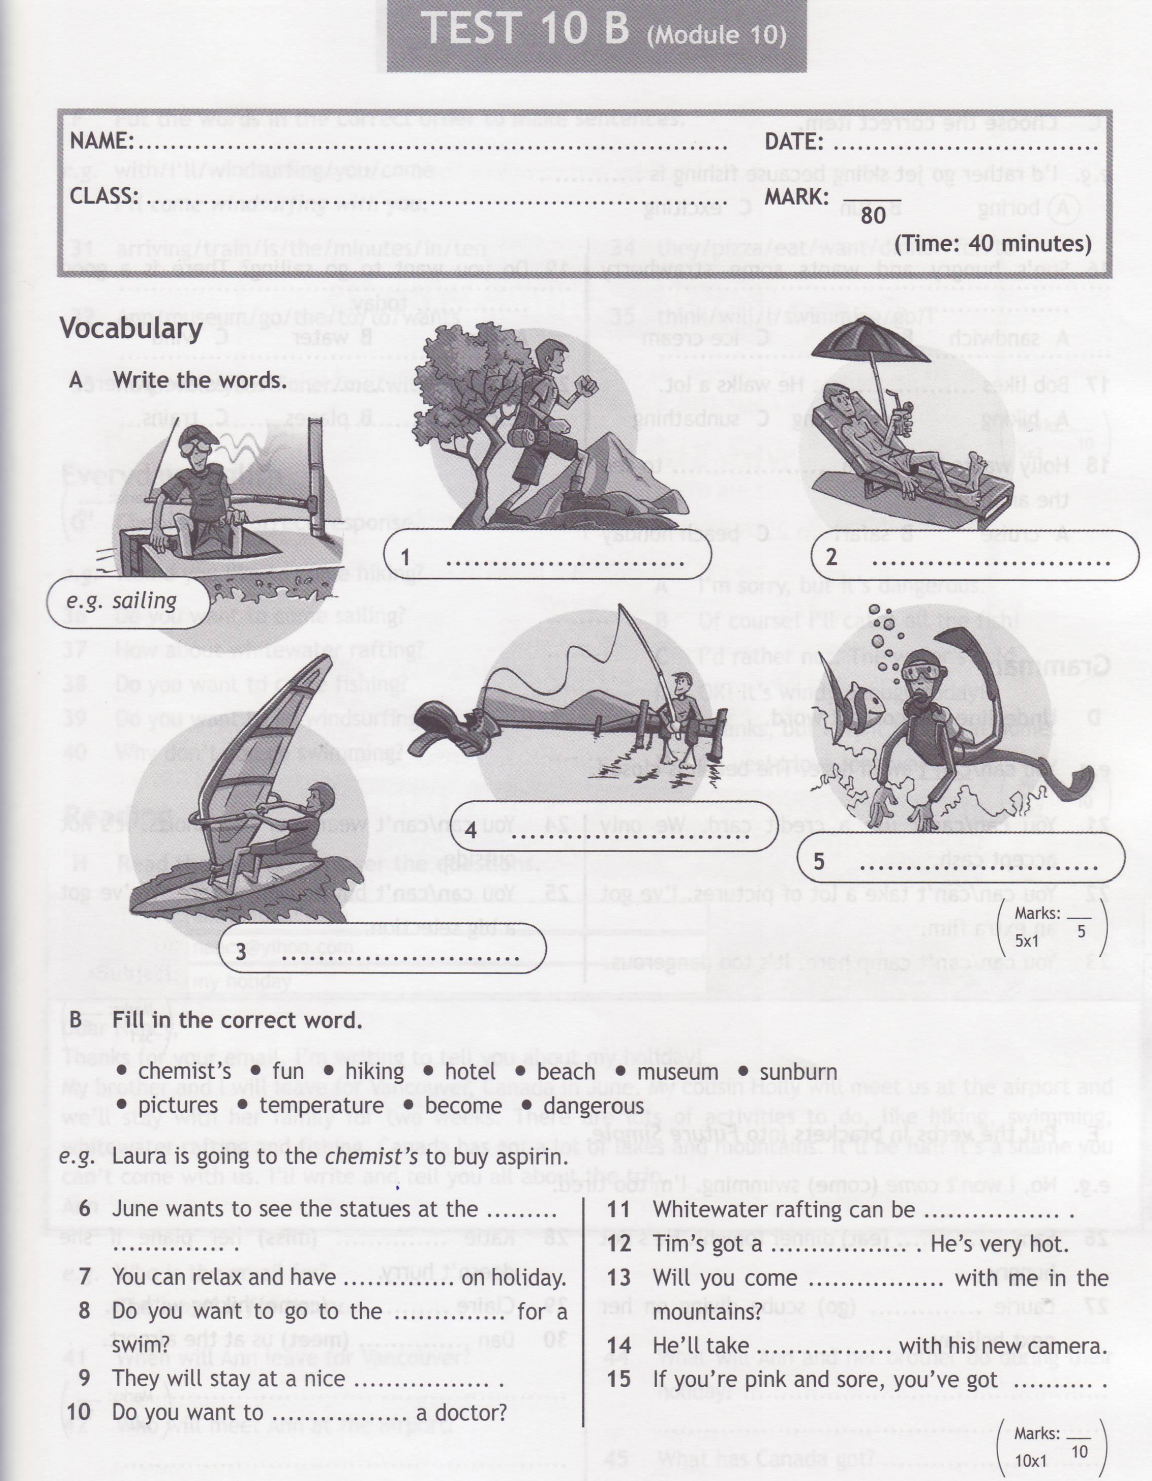 TEST 10 B (Module 10)
NAME:............................................................ DATE: ...........................
CLASS: ............................................................ MARK: ____
80
(Time: 40 minutes)
Vocabulary
A Write the words.
e.g. sailing
1 ........................
2 ........................
3 ........................
4 ........................
5 ........................
(Marks: ___
5x1 5)
B Fill in the correct word.
• chemist's • fun • hiking • hotel • beach • museum • sunburn
• pictures • temperature • become • dangerous
e.g. Laura is going to the chemist's to buy aspirin.
6 June wants to see the statues at the .........
.............. .
7 You can relax and have .............. on holiday.
8 Do you want to go to the .............. for a
swim?
9 They will stay at a nice ................. .
10 Do you want to ................. a doctor?
11 Whitewater rafting can be ................. .
12 Tim's got a ................. . He's very hot.
13 Will you come ................. with me in the
mountains?
14 He'll take ................. with his new camera.
15 If you're pink and sore, you've got .......... .
(Marks: ___
10x1 10)